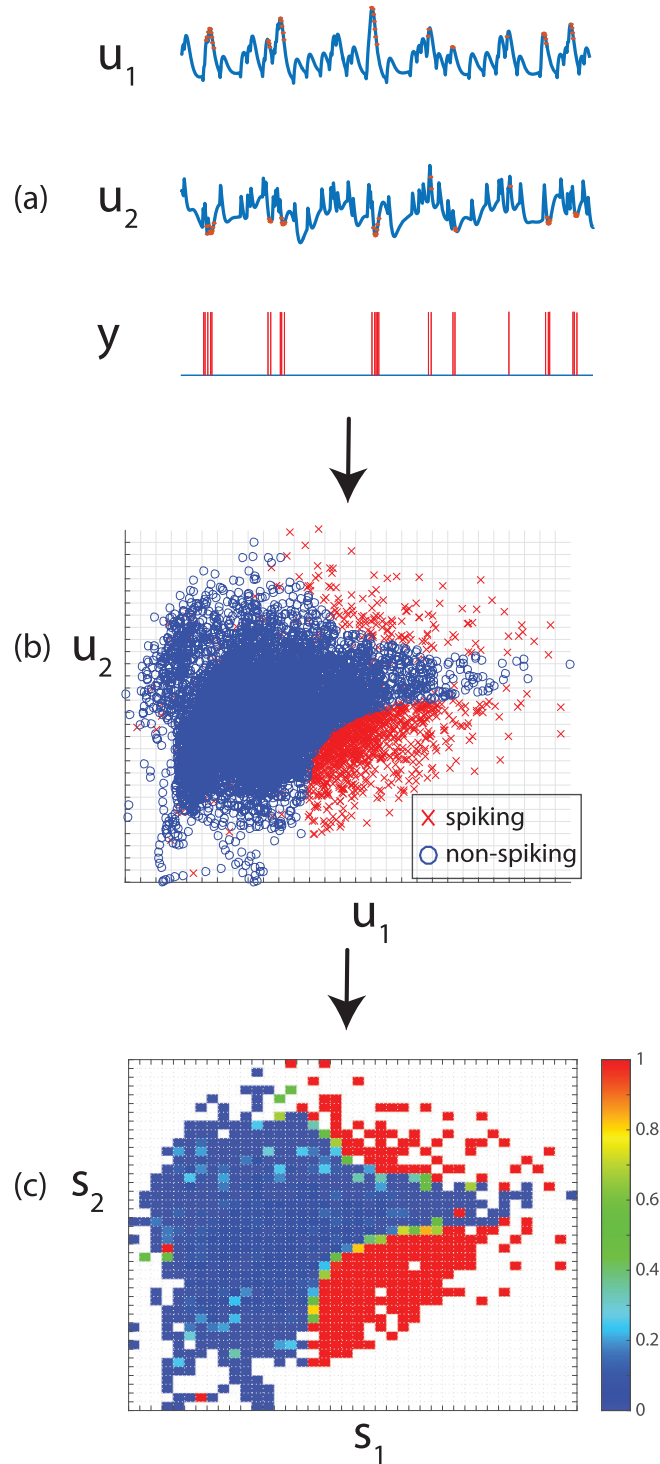 u1
(a)
u2
y
(b)
u2
× spiking
○ non-spiking
u1
(c)
s2
1
0.8
0.6
0.4
0.2
0
s1